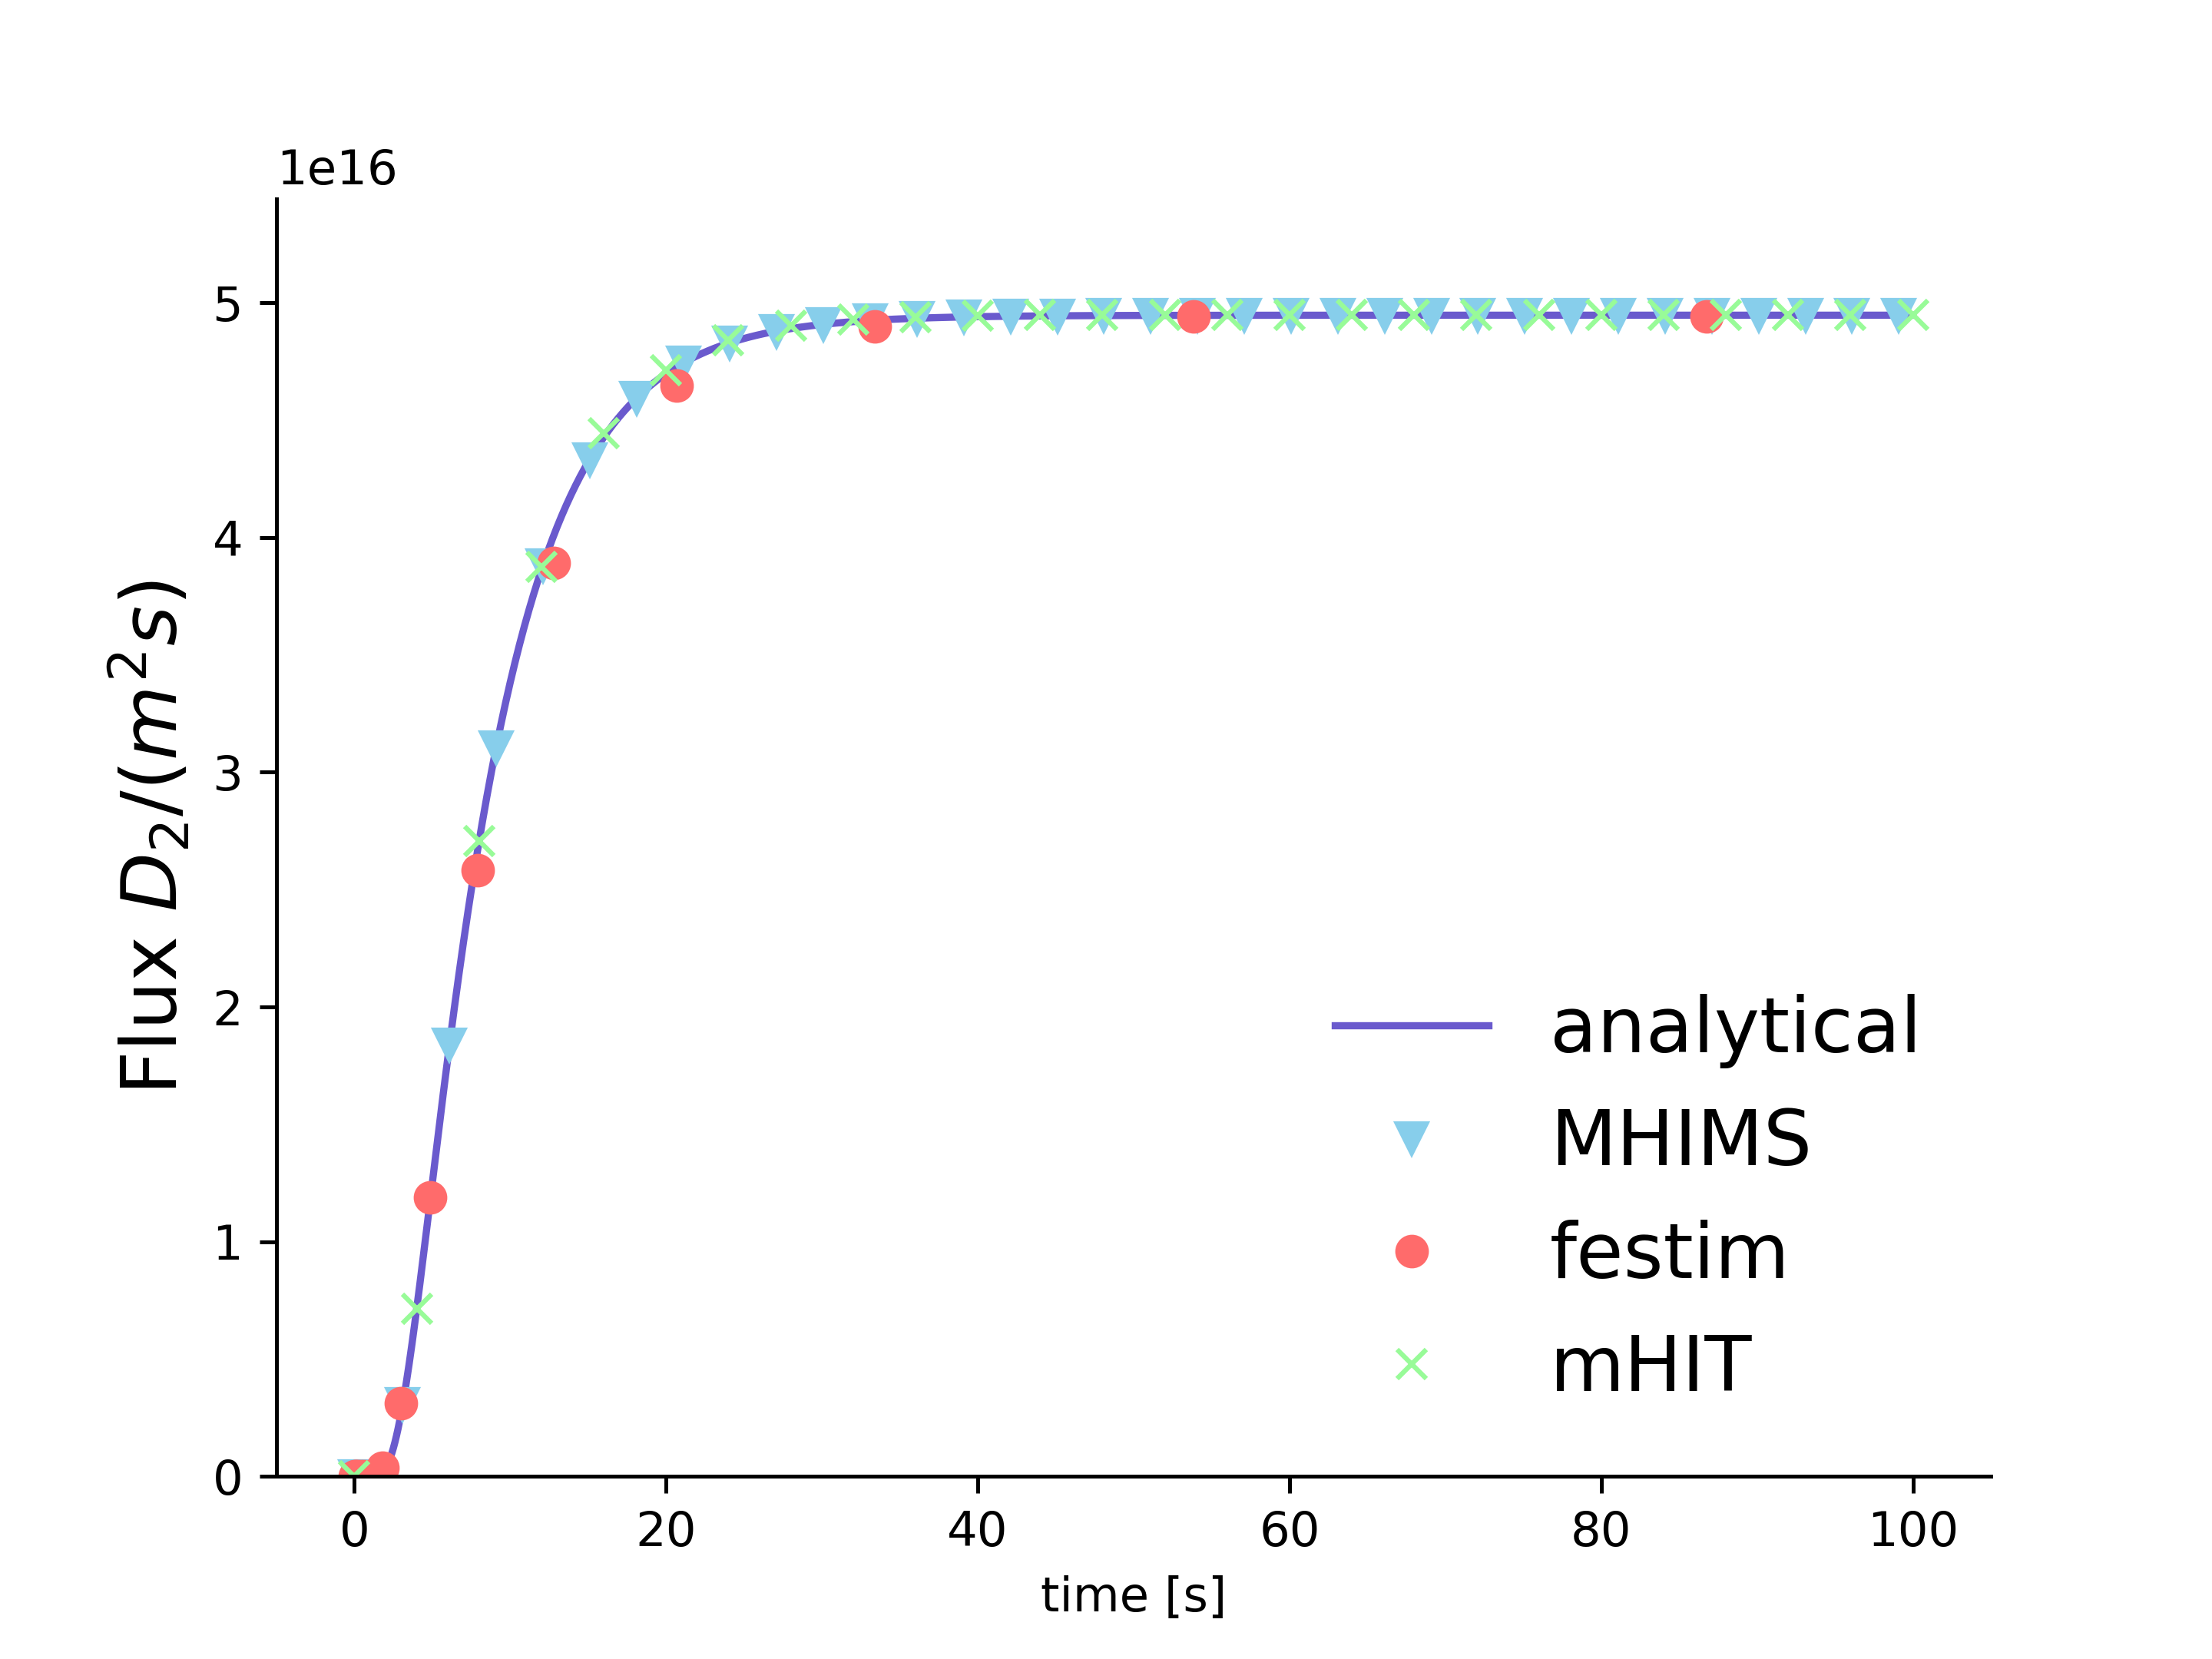 1e16
5
4
3
2
1
0
Flux D₂/(m²s)
0 20 40 60 80 100
time [s]
analytical
MHIMS
festim
mHIT